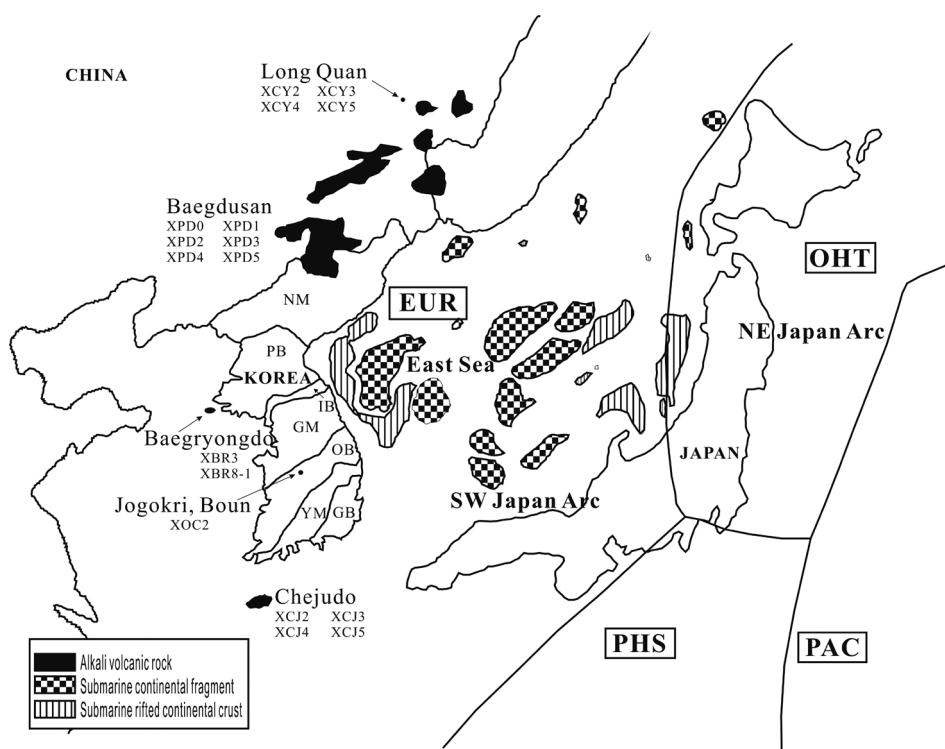 CHINA
Long Quan
XCY2 XCY3
XCY4 XCY5
Baegdusan
XPD0 XPD1
XPD2 XPD3
XPD4 XPD5
OHT
NM
EUR
NE Japan Arc
PB
East Sea
KOREA
IB
GM
Baegryongdo
XBR3
XBR8-1
OB
JAPAN
Jogokri, Boun
XOC2
SW Japan Arc
YM
GB
Chejudo
XCJ2 XCJ3
XCJ4 XCJ5
PHS
PAC
Alkali volcanic rock
Submarine continental fragment
Submarine rifted continental crust